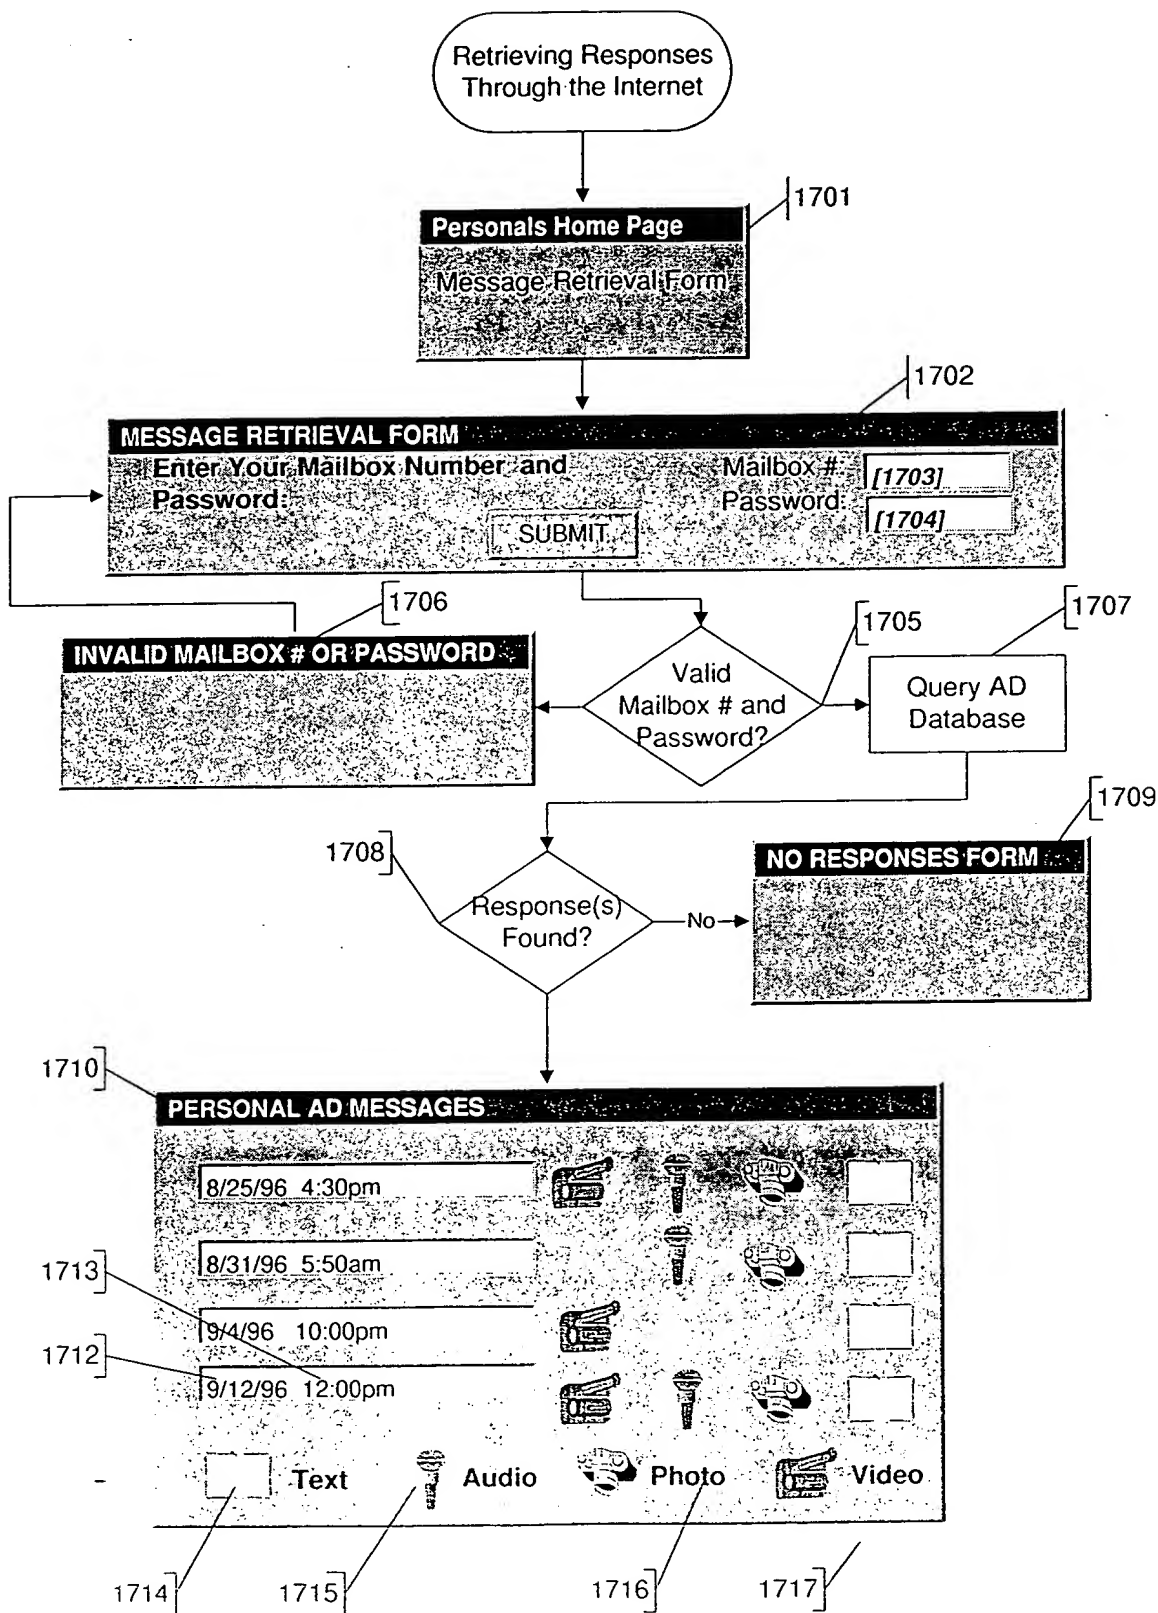 Retrieving Responses
Through the Internet
1701
Personals Home Page
Message Retrieval Form
1702
MESSAGE RETRIEVAL FORM
Enter Your Mailbox Number and
Password:
Mailbox #:
[1703]
Password:
[1704]
SUBMIT
1706
1705
1707
INVALID MAILBOX # OR PASSWORD
Valid
Mailbox # and
Password?
Query AD
Database
1709
1708
NO RESPONSES FORM
Response(s)
Found?
No
1710
PERSONAL AD MESSAGES
8/25/96 4:30pm
8/31/96 5:50am
1713
9/4/96 10:00pm
1712
9/12/96 12:00pm
Text
Audio
Photo
Video
1714
1715
1716
1717